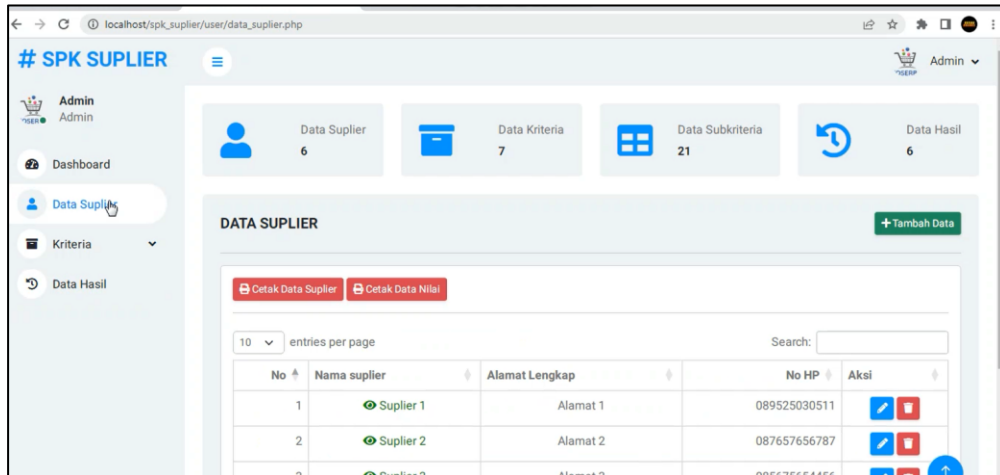 localhost/spk_suplier/user/data_suplier.php
# SPK SUPLIER
Admin
Admin
Admin
Dashboard
Data Suplier
Kriteria
Data Hasil
Data Suplier
6
Data Kriteria
7
Data Subkriteria
21
Data Hasil
6
DATA SUPLIER
+Tambah Data
Cetak Data Suplier Cetak Data Nilai
10 entries per page Search:
No Nama suplier Alamat Lengkap No HP Aksi
1 Suplier 1 Alamat 1 089525030511
2 Suplier 2 Alamat 2 087657656787